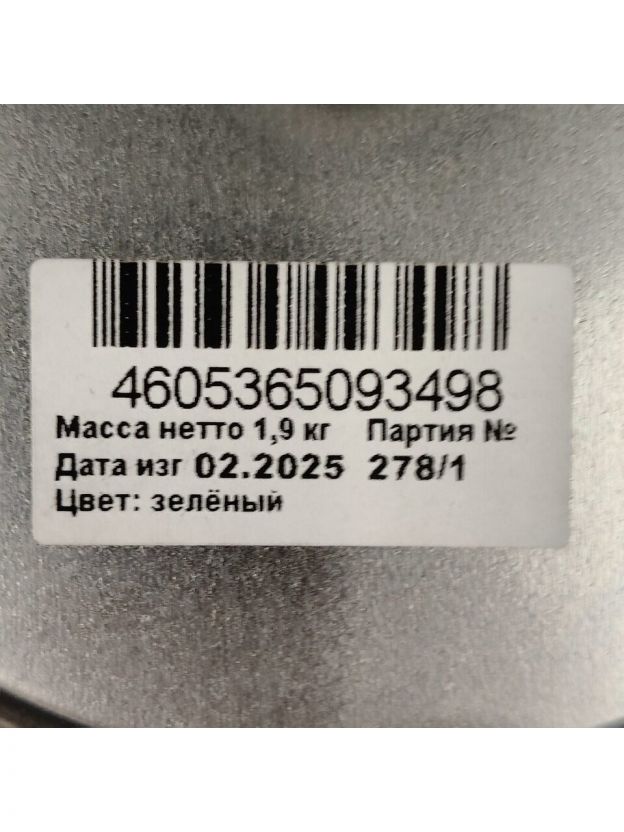 4605365093498
Масса нетто 1,9 кг Партия №
Дата изг 02.2025 278/1
Цвет: зелёный